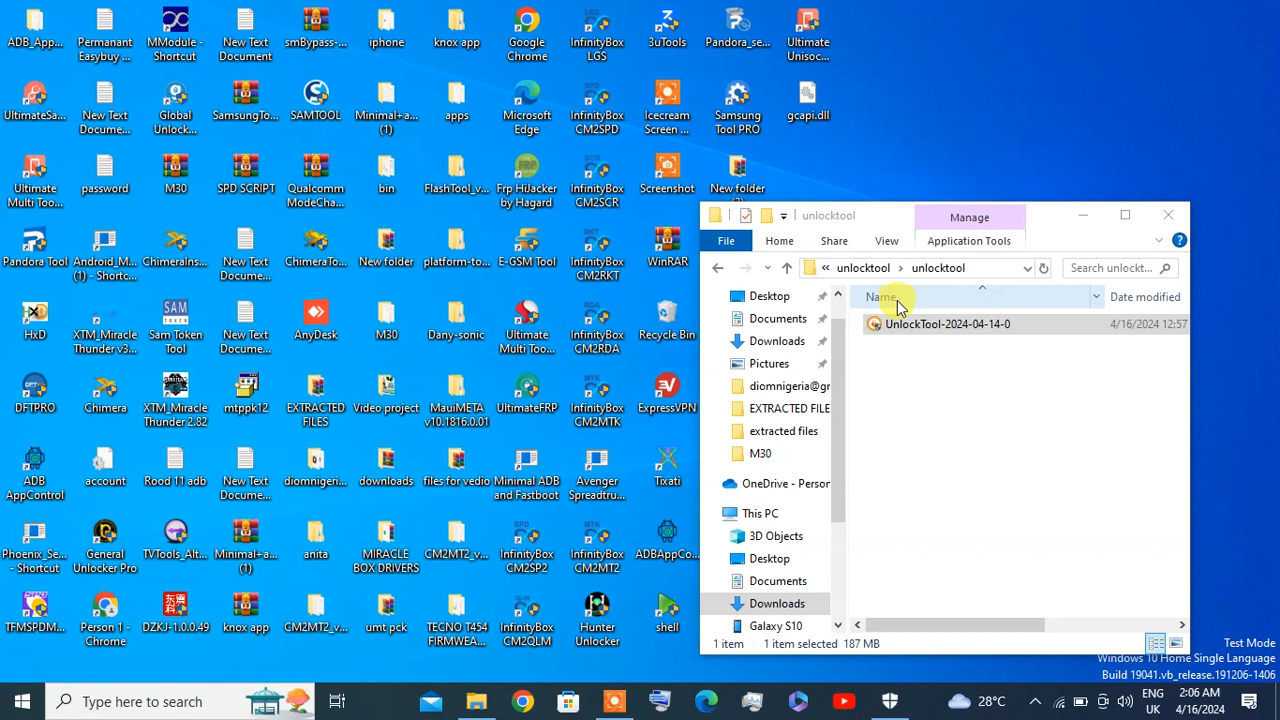 ADB_App...
Permanant
Easybuy ...
MModule -
Shortcut
New Text
Document
smBypass-...
iphone
knox app
Google
Chrome
InfinityBox
LGS
3uTools
Pandora_se...
Ultimate
Unisoc...
UltimateSa...
New Text
Docume...
Global
Unlock...
SamsungTo...
SAMTOOL
Minimal+a...
(1)
apps
Microsoft
Edge
InfinityBox
CM2SPD
Icecream
Screen ...
Samsung
Tool PRO
gcapi.dll
Ultimate
Multi Too...
password
M30
SPD SCRIPT
Qualcomm
ModeCha...
bin
FlashTool_v...
Frp HiJacker
by Hagard
InfinityBox
CM2SCR
Screenshot
New folder
Pandora Tool
Android_M...
(1) - Shortc...
ChimeraIns...
New Text
Docume...
ChimeraTo...
New folder
platform-to...
E-GSM Tool
InfinityBox
CM2RKT
WinRAR
HxD
XTM_Miracle
Thunder v3...
Sam Token
Tool
New Text
Docume...
AnyDesk
M30
Dany-sonic
Ultimate
Multi Too...
InfinityBox
CM2RDA
Recycle Bin
DFTPRO
Chimera
XTM_Miracle
Thunder 2.82
mtppk12
EXTRACTED
FILES
Video project
MauiMETA
v10.1816.0.01
UltimateFRP
InfinityBox
CM2MTK
ExpressVPN
ADB
AppControl
account
Rood 11 adb
New Text
Docume...
diomnigeri...
downloads
files for vedio
Minimal ADB
and Fastboot
Avenger
Spreadtru...
Tixati
Phoenix_Se...
- Shortcut
General
Unlocker Pro
TVTools_Alt...
Minimal+a...
(1)
anita
MIRACLE
BOX DRIVERS
CM2MT2_v...
InfinityBox
CM2SP2
InfinityBox
CM2MT2
ADBAppCo...
TFMSPDM...
Person 1 -
Chrome
DZKJ-1.0.0.49
knox app
CM2MT2_v...
umt pck
TECNO T454
FIRMWEA...
InfinityBox
CM2QLM
Hunter
Unlocker
shell
unlocktool
Manage
File
Home
Share
View
Application Tools
« unlocktool › unlocktool
Search unlockt...
Name
Date modified
UnlockTool-2024-04-14-0
4/16/2024 12:57
Desktop
Documents
Downloads
Pictures
diomnigeria@gr
EXTRACTED FILE
extracted files
M30
OneDrive - Person
This PC
3D Objects
Desktop
Documents
Downloads
Galaxy S10
1 item
1 item selected 187 MB
Test Mode
Windows 10 Home Single Language
Build 19041.vb_release.191206-1406
Type here to search
28°C
ENG
UK
2:06 AM
4/16/2024